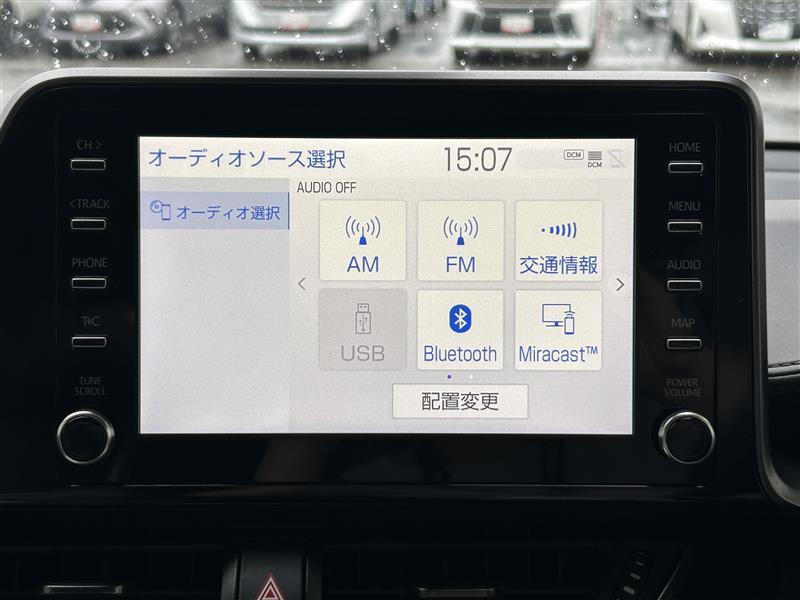 CH >
< TRACK
PHONE
T&C
TUNE
SCROLL
オーディオソース選択
15:07
DCM
DCM
オーディオ選択
AUDIO OFF
AM
FM
交通情報
USB
Bluetooth
Miracast™
配置変更
HOME
MENU
AUDIO
MAP
POWER
VOLUME